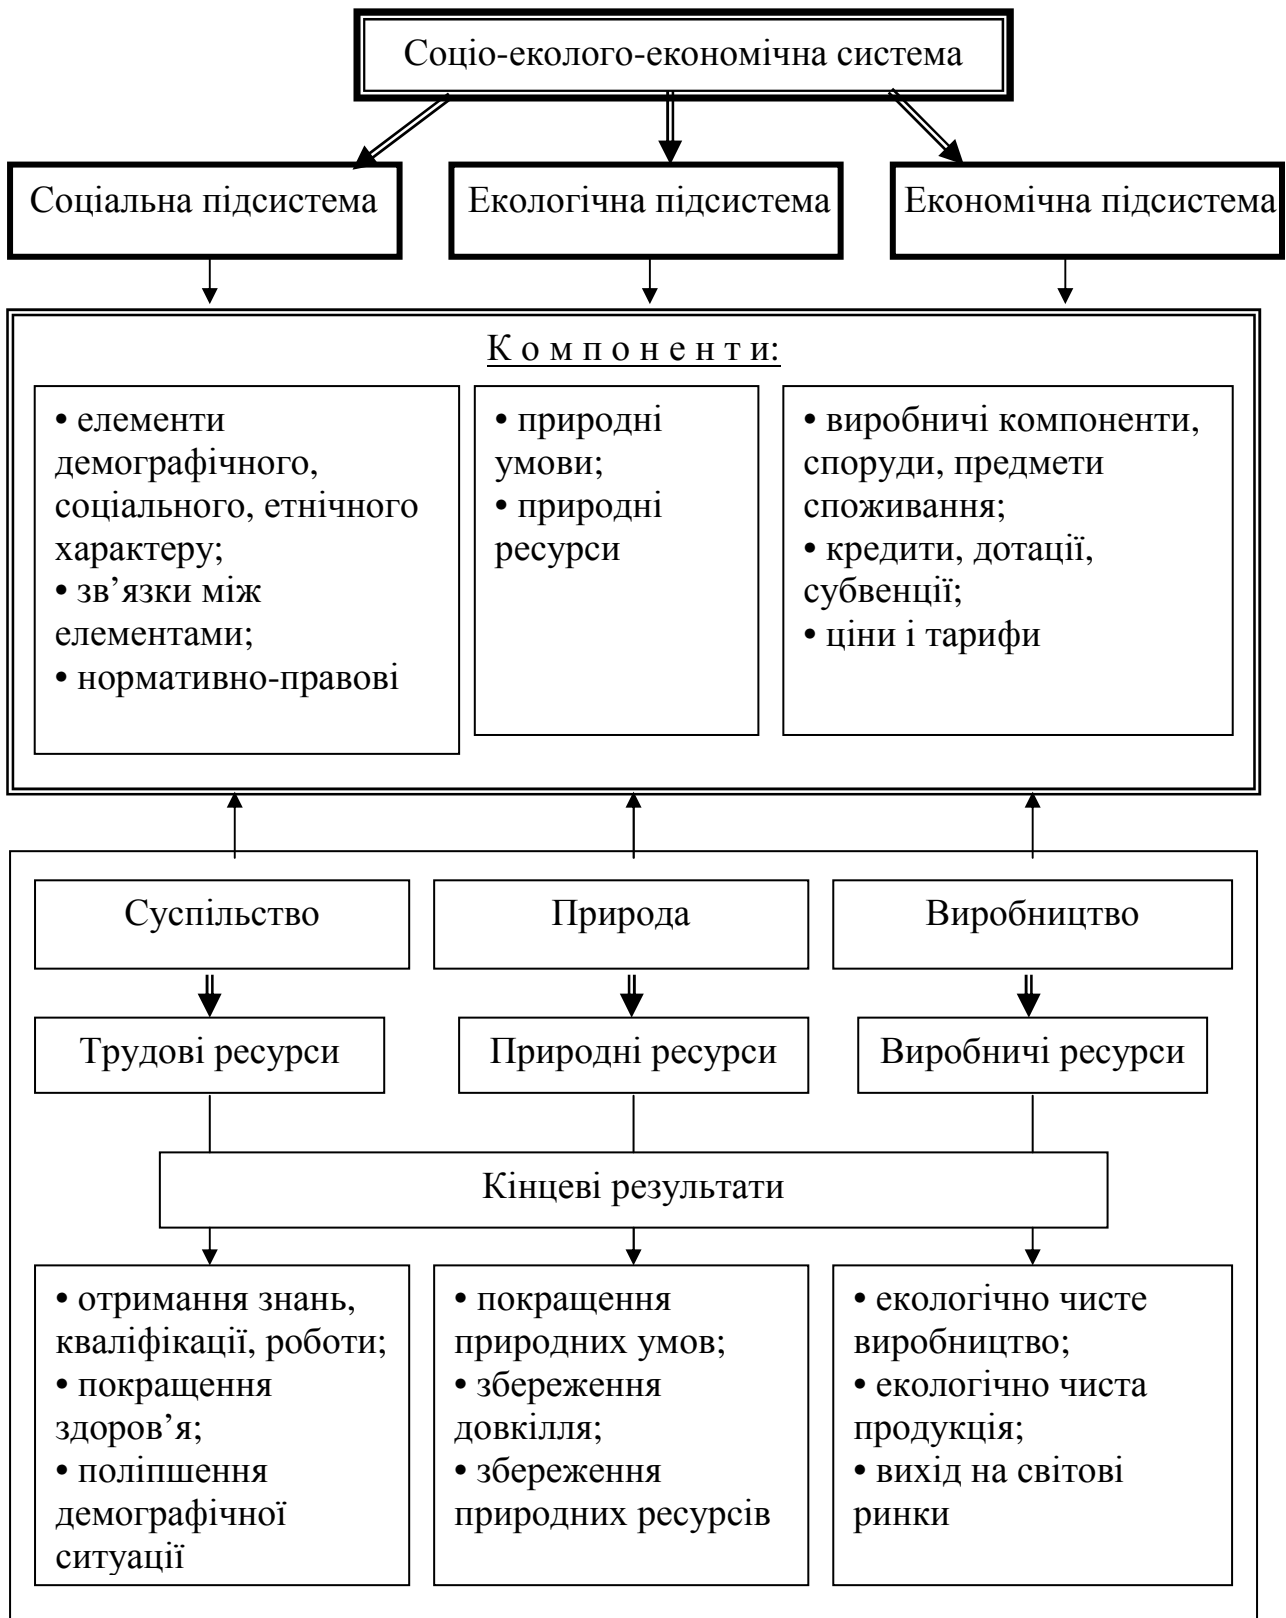 Соціо-еколого-економічна система
Соціальна підсистема
Екологічна підсистема
Економічна підсистема
К о м п о н е н т и:
• елементи
демографічного,
соціального, етнічного
характеру;
• зв’язки між
елементами;
• нормативно-правові
• природні
умови;
• природні
ресурси
• виробничі компоненти,
споруди, предмети
споживання;
• кредити, дотації,
субвенції;
• ціни і тарифи
Суспільство
Природа
Виробництво
Трудові ресурси
Природні ресурси
Виробничі ресурси
Кінцеві результати
• отримання знань,
кваліфікації, роботи;
• покращення
здоров’я;
• поліпшення
демографічної
ситуації
• покращення
природних умов;
• збереження
довкілля;
• збереження
природних ресурсів
• екологічно чисте
виробництво;
• екологічно чиста
продукція;
• вихід на світові
ринки